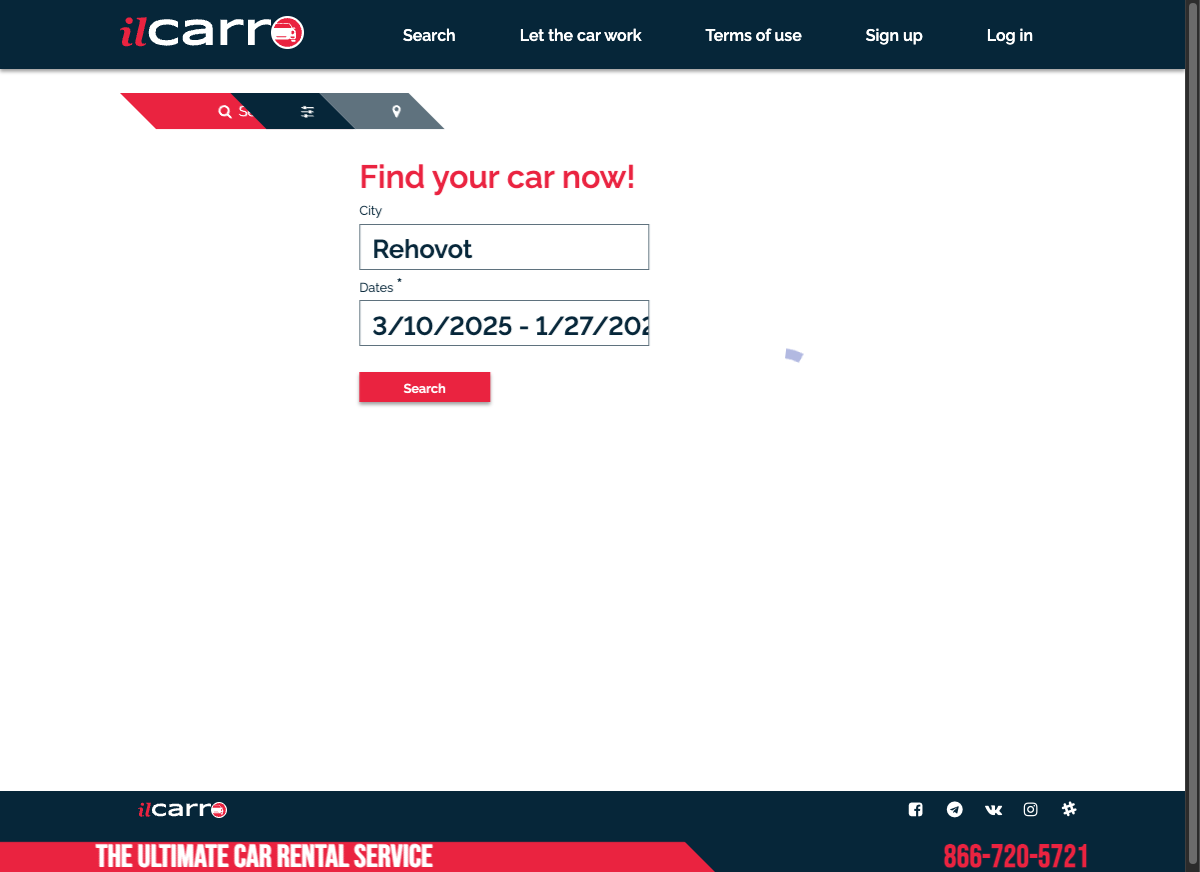 ilcarro
Search
Let the car work
Terms of use
Sign up
Log in
Find your car now!
City
Rehovot
Dates *
3/10/2025 - 1/27/202
Search
ilcarro
THE ULTIMATE CAR RENTAL SERVICE
866-720-5721